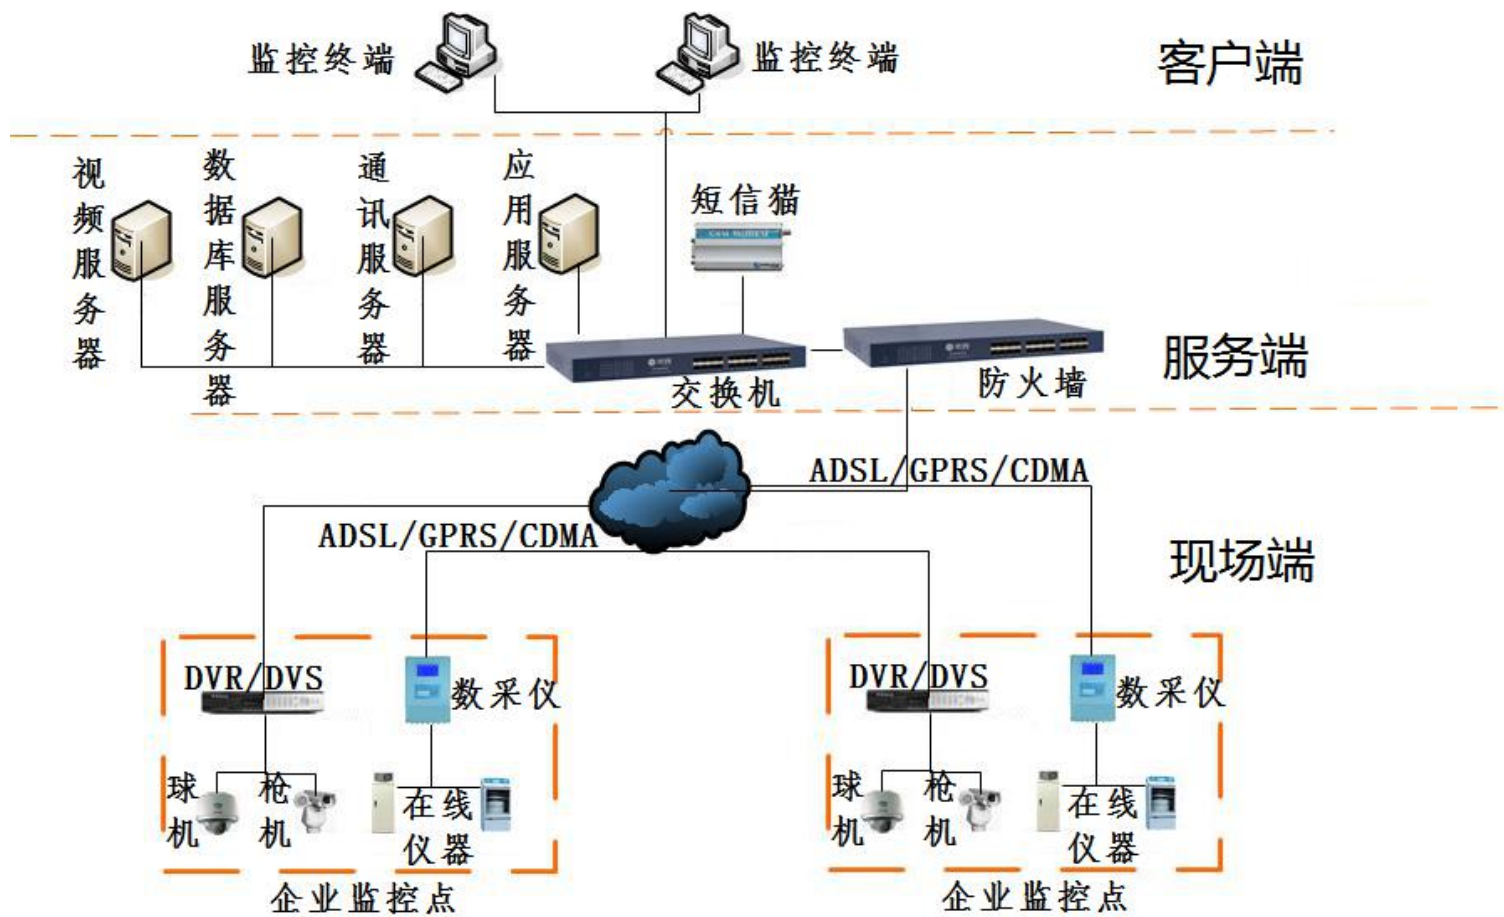 监控终端
监控终端
客户端
视频服务器
数据库服务器
通讯服务器
应用服务器
短信猫
交换机
防火墙
服务端
ADSL/GPRS/CDMA
ADSL/GPRS/CDMA
现场端
DVR/DVS
数采仪
球机
枪机
在线
仪器
企业监控点
DVR/DVS
数采仪
球机
枪机
在线
仪器
企业监控点